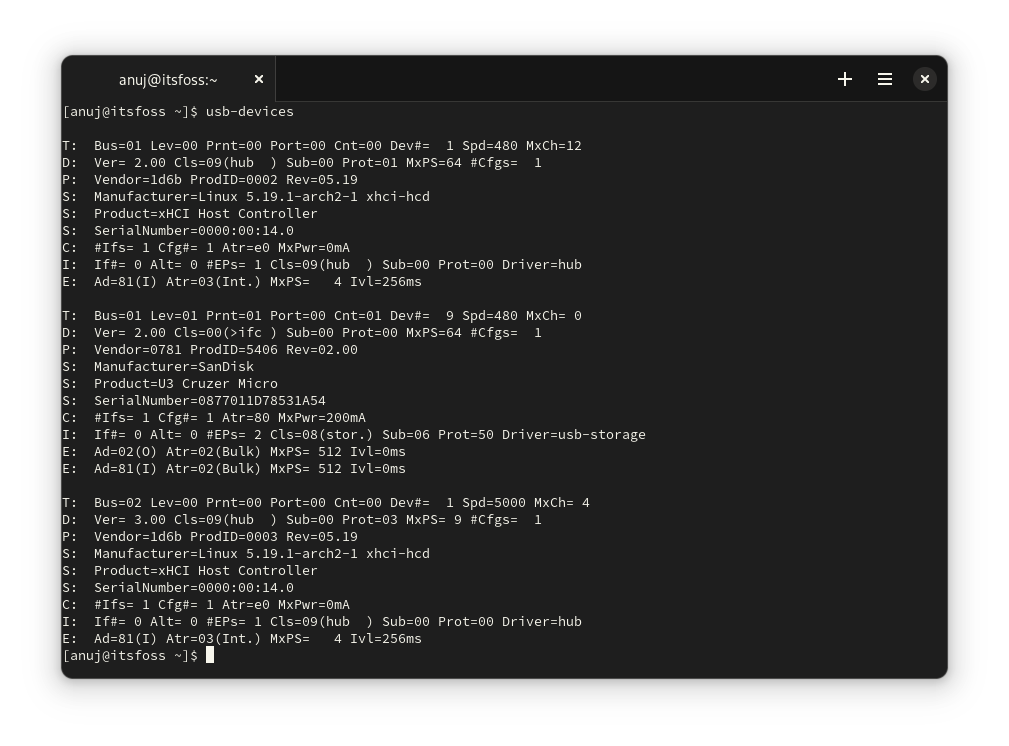 anuj@itsfoss:~
[anuj@itsfoss ~]$ usb-devices
T:  Bus=01 Lev=00 Prnt=00 Port=00 Cnt=00 Dev#=  1 Spd=480 MxCh=12
D:  Ver= 2.00 Cls=09(hub  ) Sub=00 Prot=01 MxPS=64 #Cfgs=  1
P:  Vendor=1d6b ProdID=0002 Rev=05.19
S:  Manufacturer=Linux 5.19.1-arch2-1 xhci-hcd
S:  Product=xHCI Host Controller
S:  SerialNumber=0000:00:14.0
C:  #Ifs= 1 Cfg#= 1 Atr=e0 MxPwr=0mA
I:  If#= 0 Alt= 0 #EPs= 1 Cls=09(hub  ) Sub=00 Prot=00 Driver=hub
E:  Ad=81(I) Atr=03(Int.) MxPS=   4 Ivl=256ms
T:  Bus=01 Lev=01 Prnt=01 Port=00 Cnt=01 Dev#=  9 Spd=480 MxCh= 0
D:  Ver= 2.00 Cls=00(>ifc ) Sub=00 Prot=00 MxPS=64 #Cfgs=  1
P:  Vendor=0781 ProdID=5406 Rev=02.00
S:  Manufacturer=SanDisk
S:  Product=U3 Cruzer Micro
S:  SerialNumber=0877011D78531A54
C:  #Ifs= 1 Cfg#= 1 Atr=80 MxPwr=200mA
I:  If#= 0 Alt= 0 #EPs= 2 Cls=08(stor.) Sub=06 Prot=50 Driver=usb-storage
E:  Ad=02(O) Atr=02(Bulk) MxPS= 512 Ivl=0ms
E:  Ad=81(I) Atr=02(Bulk) MxPS= 512 Ivl=0ms
T:  Bus=02 Lev=00 Prnt=00 Port=00 Cnt=00 Dev#=  1 Spd=5000 MxCh= 4
D:  Ver= 3.00 Cls=09(hub  ) Sub=00 Prot=03 MxPS= 9 #Cfgs=  1
P:  Vendor=1d6b ProdID=0003 Rev=05.19
S:  Manufacturer=Linux 5.19.1-arch2-1 xhci-hcd
S:  Product=xHCI Host Controller
S:  SerialNumber=0000:00:14.0
C:  #Ifs= 1 Cfg#= 1 Atr=e0 MxPwr=0mA
I:  If#= 0 Alt= 0 #EPs= 1 Cls=09(hub  ) Sub=00 Prot=00 Driver=hub
E:  Ad=81(I) Atr=03(Int.) MxPS=   4 Ivl=256ms
[anuj@itsfoss ~]$